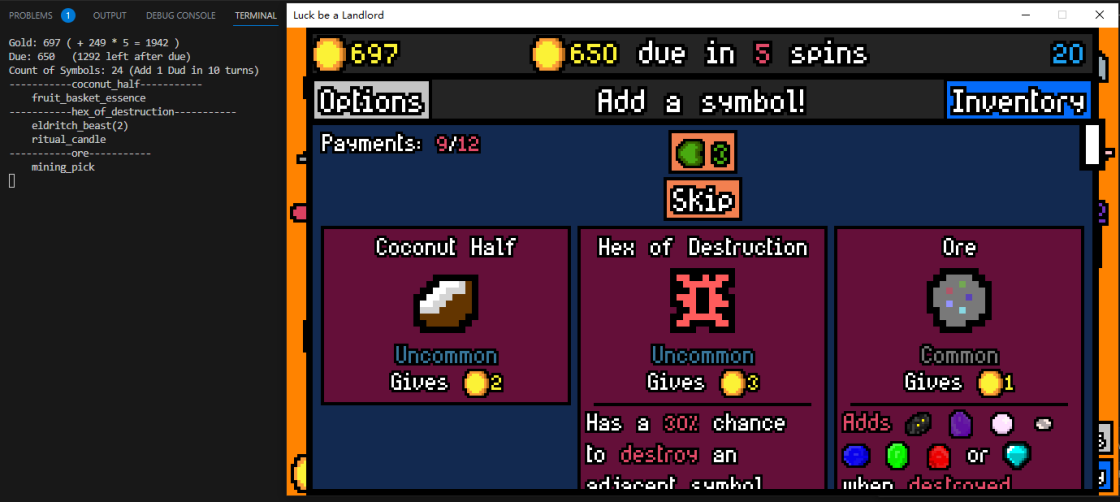 PROBLEMS 1 OUTPUT DEBUG CONSOLE TERMINAL
Gold: 697 ( + 249 * 5 = 1942 )
Due: 650 (1292 left after due)
Count of Symbols: 24 (Add 1 Dud in 10 turns)
-----------coconut_half-----------
fruit_basket_essence
-----------hex_of_destruction-----------
eldritch_beast(2)
ritual_candle
-----------ore-----------
mining_pick
Luck be a Landlord
697 650 due in 5 spins 20
Options Add a symbol! Inventory
Payments: 9/12
3
Skip
Coconut Half
Uncommon
Gives 2
Hex of Destruction
Uncommon
Gives 3
Has a 30% chance
to destroy an
adjacent symbol
Ore
Common
Gives 1
Adds
or
when destroyed